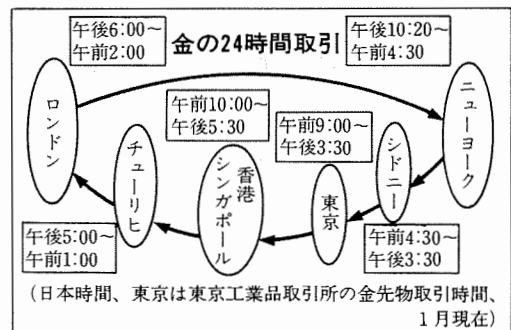 金の24時間取引
午後6:00～
午前2:00
午後10:20～
午前4:30
午前10:00～
午後5:30
午前9:00～
午後3:30
ロンドン
チューリヒ
香港
シンガポール
東京
シドニー
ニューヨーク
午後5:00～
午前1:00
午前4:30～
午後3:30
(日本時間、東京は東京工業品取引所の金先物取引時間、
1月現在)